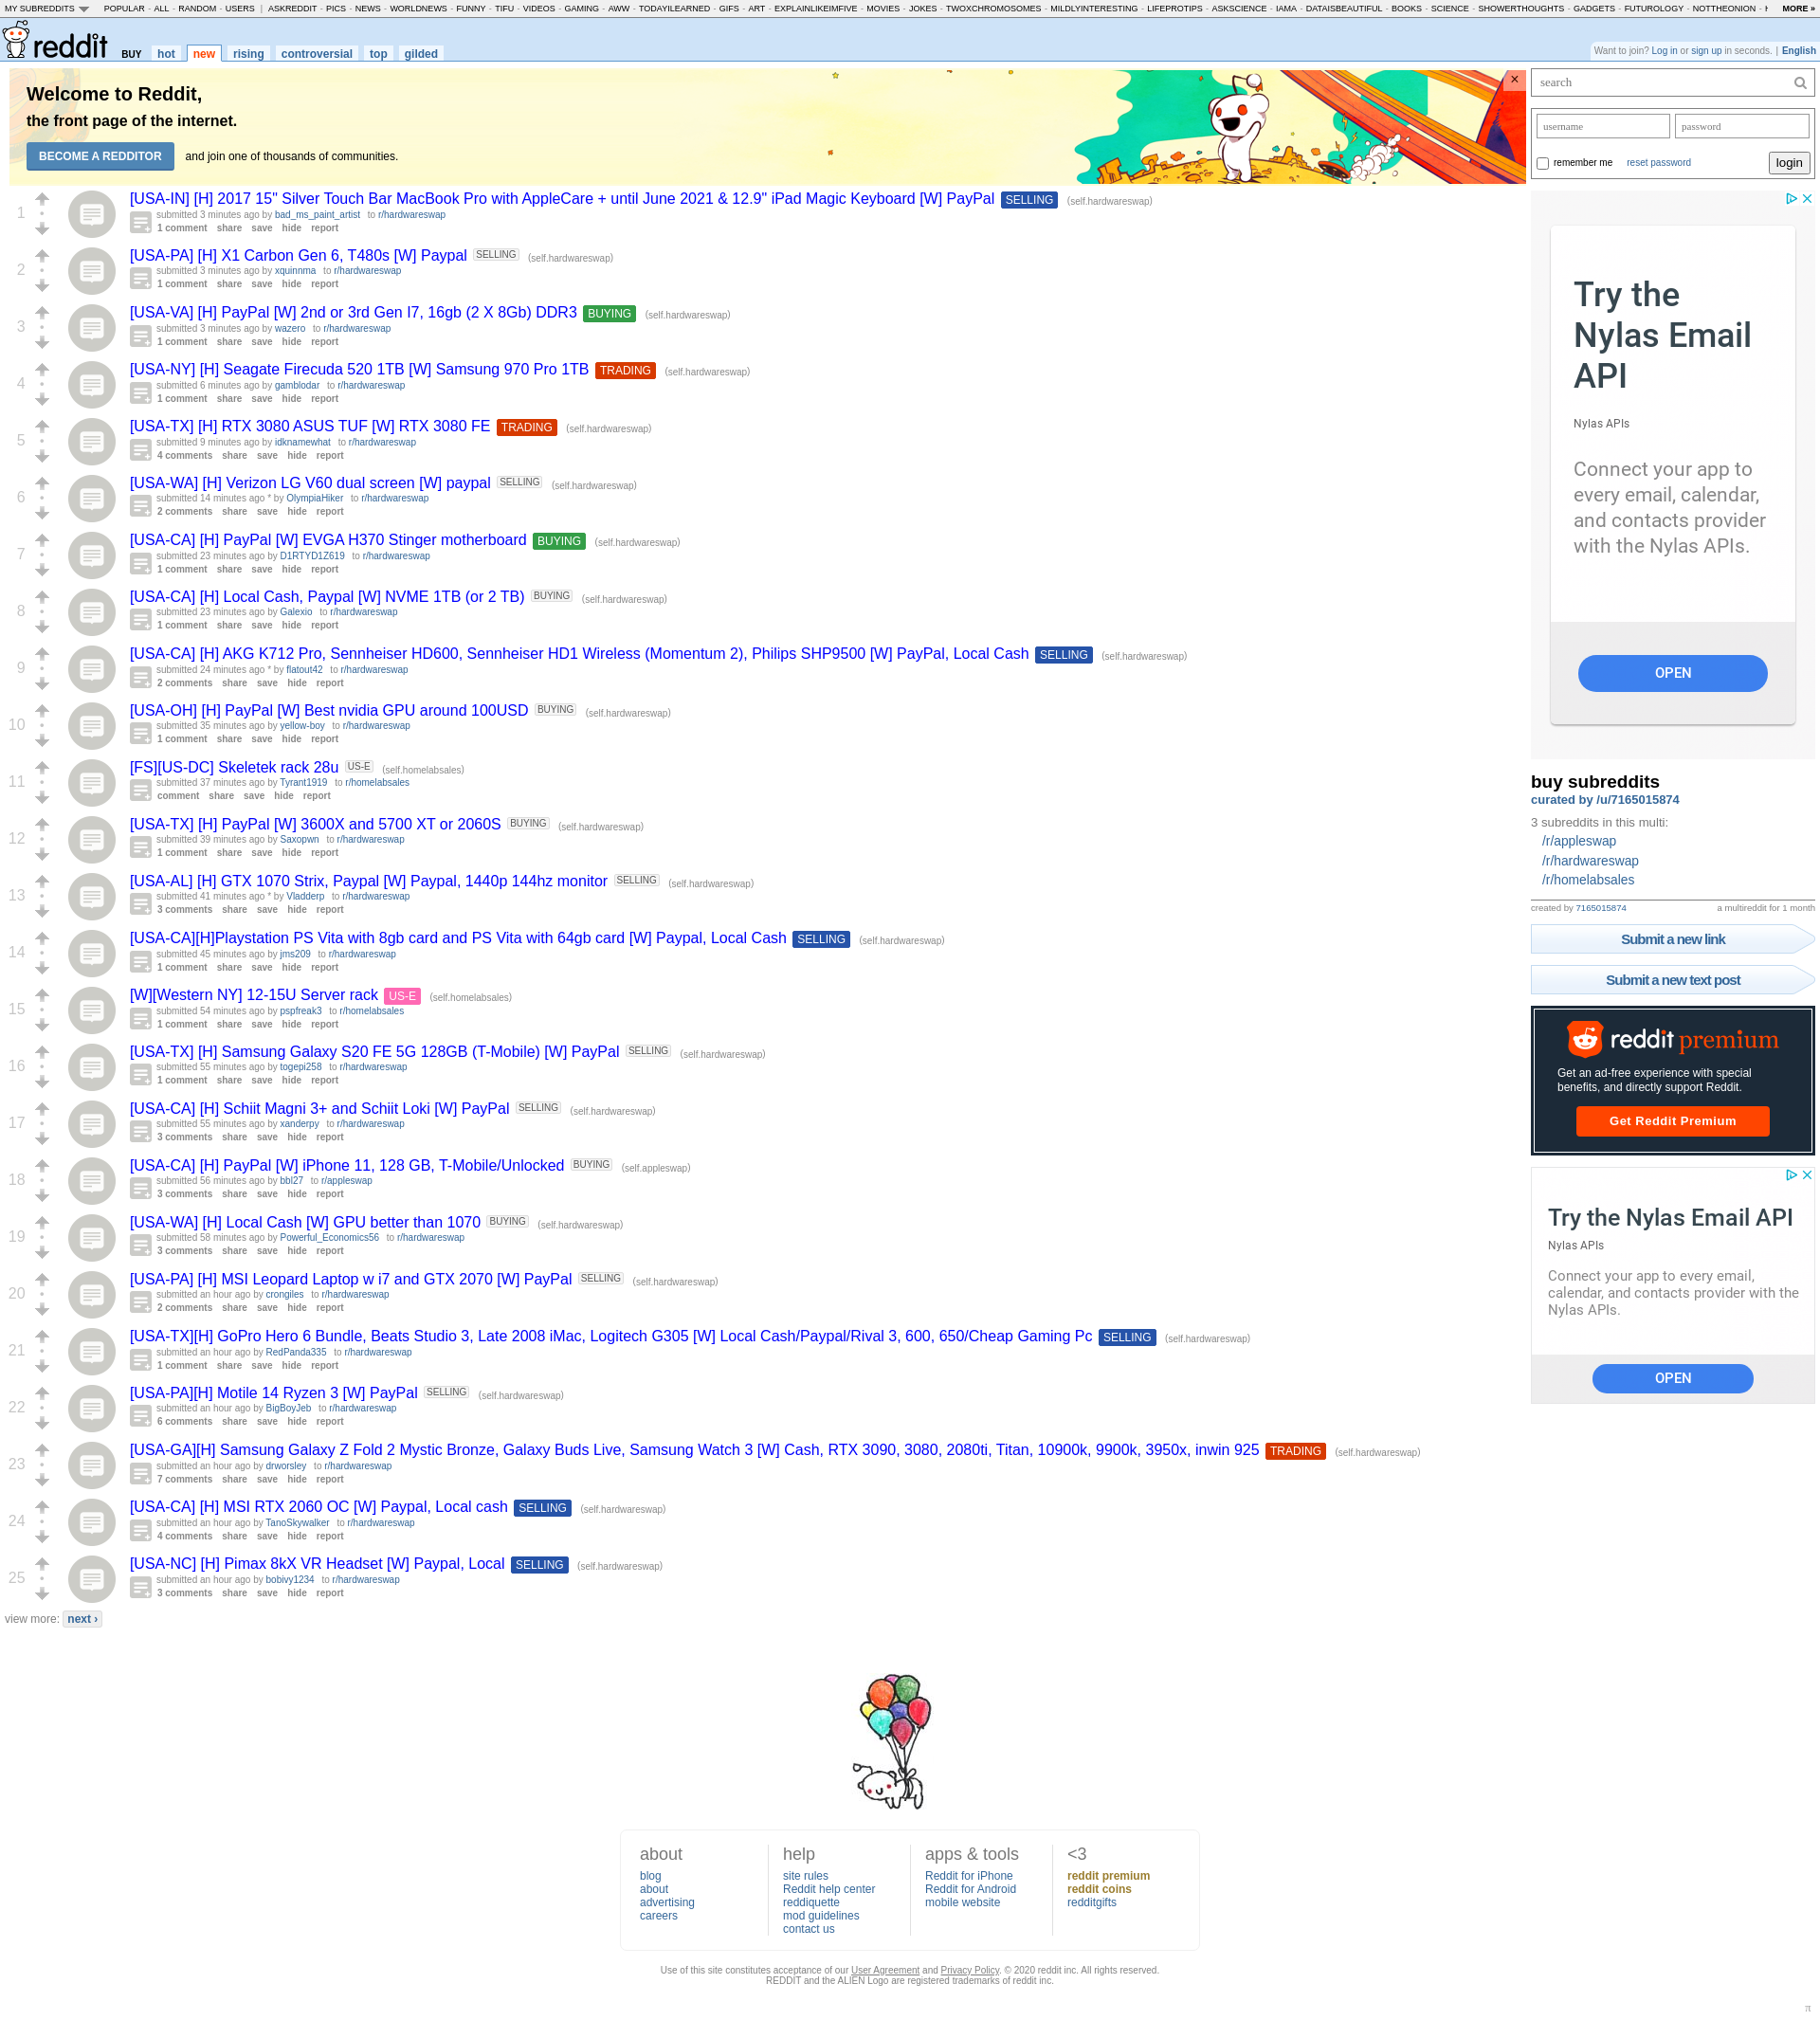 MY SUBREDDITS POPULAR - ALL - RANDOM - USERS | ASKREDDIT - PICS - NEWS - WORLDNEWS - FUNNY - TIFU - VIDEOS - GAMING - AWW - TODAYILEARNED - GIFS - ART - EXPLAINLIKEIMFIVE - MOVIES - JOKES - TWOXCHROMOSOMES - MILDLYINTERESTING - LIFEPROTIPS - ASKSCIENCE - IAMA - DATAISBEAUTIFUL - BOOKS - SCIENCE - SHOWERTHOUGHTS - GADGETS - FUTUROLOGY - NOTTHEONION - MORE »
reddit BUY hot new rising controversial top gilded
Want to join? Log in or sign up in seconds. | English
Welcome to Reddit,
the front page of the internet.
BECOME A REDDITOR and join one of thousands of communities.
×
1
[USA-IN] [H] 2017 15" Silver Touch Bar MacBook Pro with AppleCare + until June 2021 & 12.9" iPad Magic Keyboard [W] PayPal SELLING (self.hardwareswap)
submitted 3 minutes ago by bad_ms_paint_artist to r/hardwareswap
1 comment share save hide report
2
[USA-PA] [H] X1 Carbon Gen 6, T480s [W] Paypal SELLING (self.hardwareswap)
submitted 3 minutes ago by xquinnma to r/hardwareswap
1 comment share save hide report
3
[USA-VA] [H] PayPal [W] 2nd or 3rd Gen I7, 16gb (2 X 8Gb) DDR3 BUYING (self.hardwareswap)
submitted 3 minutes ago by wazero to r/hardwareswap
1 comment share save hide report
4
[USA-NY] [H] Seagate Firecuda 520 1TB [W] Samsung 970 Pro 1TB TRADING (self.hardwareswap)
submitted 6 minutes ago by gamblodar to r/hardwareswap
1 comment share save hide report
5
[USA-TX] [H] RTX 3080 ASUS TUF [W] RTX 3080 FE TRADING (self.hardwareswap)
submitted 9 minutes ago by idknamewhat to r/hardwareswap
4 comments share save hide report
6
[USA-WA] [H] Verizon LG V60 dual screen [W] paypal SELLING (self.hardwareswap)
submitted 14 minutes ago * by OlympiaHiker to r/hardwareswap
2 comments share save hide report
7
[USA-CA] [H] PayPal [W] EVGA H370 Stinger motherboard BUYING (self.hardwareswap)
submitted 23 minutes ago by D1RTYD1Z619 to r/hardwareswap
1 comment share save hide report
8
[USA-CA] [H] Local Cash, Paypal [W] NVME 1TB (or 2 TB) BUYING (self.hardwareswap)
submitted 23 minutes ago by Galexio to r/hardwareswap
1 comment share save hide report
9
[USA-CA] [H] AKG K712 Pro, Sennheiser HD600, Sennheiser HD1 Wireless (Momentum 2), Philips SHP9500 [W] PayPal, Local Cash SELLING (self.hardwareswap)
submitted 24 minutes ago * by flatout42 to r/hardwareswap
2 comments share save hide report
10
[USA-OH] [H] PayPal [W] Best nvidia GPU around 100USD BUYING (self.hardwareswap)
submitted 35 minutes ago by yellow-boy to r/hardwareswap
1 comment share save hide report
11
[FS][US-DC] Skeletek rack 28u US-E (self.homelabsales)
submitted 37 minutes ago by Tyrant1919 to r/homelabsales
comment share save hide report
12
[USA-TX] [H] PayPal [W] 3600X and 5700 XT or 2060S BUYING (self.hardwareswap)
submitted 39 minutes ago by Saxopwn to r/hardwareswap
1 comment share save hide report
13
[USA-AL] [H] GTX 1070 Strix, Paypal [W] Paypal, 1440p 144hz monitor SELLING (self.hardwareswap)
submitted 41 minutes ago * by Vladderp to r/hardwareswap
3 comments share save hide report
14
[USA-CA][H]Playstation PS Vita with 8gb card and PS Vita with 64gb card [W] Paypal, Local Cash SELLING (self.hardwareswap)
submitted 45 minutes ago by jms209 to r/hardwareswap
1 comment share save hide report
15
[W][Western NY] 12-15U Server rack US-E (self.homelabsales)
submitted 54 minutes ago by pspfreak3 to r/homelabsales
1 comment share save hide report
16
[USA-TX] [H] Samsung Galaxy S20 FE 5G 128GB (T-Mobile) [W] PayPal SELLING (self.hardwareswap)
submitted 55 minutes ago by togepi258 to r/hardwareswap
1 comment share save hide report
17
[USA-CA] [H] Schiit Magni 3+ and Schiit Loki [W] PayPal SELLING (self.hardwareswap)
submitted 55 minutes ago by xanderpy to r/hardwareswap
3 comments share save hide report
18
[USA-CA] [H] PayPal [W] iPhone 11, 128 GB, T-Mobile/Unlocked BUYING (self.appleswap)
submitted 56 minutes ago by bbl27 to r/appleswap
3 comments share save hide report
19
[USA-WA] [H] Local Cash [W] GPU better than 1070 BUYING (self.hardwareswap)
submitted 58 minutes ago by Powerful_Economics56 to r/hardwareswap
3 comments share save hide report
20
[USA-PA] [H] MSI Leopard Laptop w i7 and GTX 2070 [W] PayPal SELLING (self.hardwareswap)
submitted an hour ago by crongiles to r/hardwareswap
2 comments share save hide report
21
[USA-TX][H] GoPro Hero 6 Bundle, Beats Studio 3, Late 2008 iMac, Logitech G305 [W] Local Cash/Paypal/Rival 3, 600, 650/Cheap Gaming Pc SELLING (self.hardwareswap)
submitted an hour ago by RedPanda335 to r/hardwareswap
1 comment share save hide report
22
[USA-PA][H] Motile 14 Ryzen 3 [W] PayPal SELLING (self.hardwareswap)
submitted an hour ago by BigBoyJeb to r/hardwareswap
6 comments share save hide report
23
[USA-GA][H] Samsung Galaxy Z Fold 2 Mystic Bronze, Galaxy Buds Live, Samsung Watch 3 [W] Cash, RTX 3090, 3080, 2080ti, Titan, 10900k, 9900k, 3950x, inwin 925 TRADING (self.hardwareswap)
submitted an hour ago by drworsley to r/hardwareswap
7 comments share save hide report
24
[USA-CA] [H] MSI RTX 2060 OC [W] Paypal, Local cash SELLING (self.hardwareswap)
submitted an hour ago by TanoSkywalker to r/hardwareswap
4 comments share save hide report
25
[USA-NC] [H] Pimax 8kX VR Headset [W] Paypal, Local SELLING (self.hardwareswap)
submitted an hour ago by bobivy1234 to r/hardwareswap
3 comments share save hide report
view more: next ›
search
username password
remember me reset password login
Try the
Nylas Email
API
Nylas APIs
Connect your app to
every email, calendar,
and contacts provider
with the Nylas APIs.
OPEN
buy subreddits
curated by /u/7165015874
3 subreddits in this multi:
/r/appleswap
/r/hardwareswap
/r/homelabsales
created by 7165015874 a multireddit for 1 month
Submit a new link
Submit a new text post
reddit premium
Get an ad-free experience with special
benefits, and directly support Reddit.
Get Reddit Premium
Try the Nylas Email API
Nylas APIs
Connect your app to every email,
calendar, and contacts provider with the
Nylas APIs.
OPEN
about
blog
about
advertising
careers
help
site rules
Reddit help center
reddiquette
mod guidelines
contact us
apps & tools
Reddit for iPhone
Reddit for Android
mobile website
<3
reddit premium
reddit coins
redditgifts
Use of this site constitutes acceptance of our User Agreement and Privacy Policy. © 2020 reddit inc. All rights reserved.
REDDIT and the ALIEN Logo are registered trademarks of reddit inc.
π